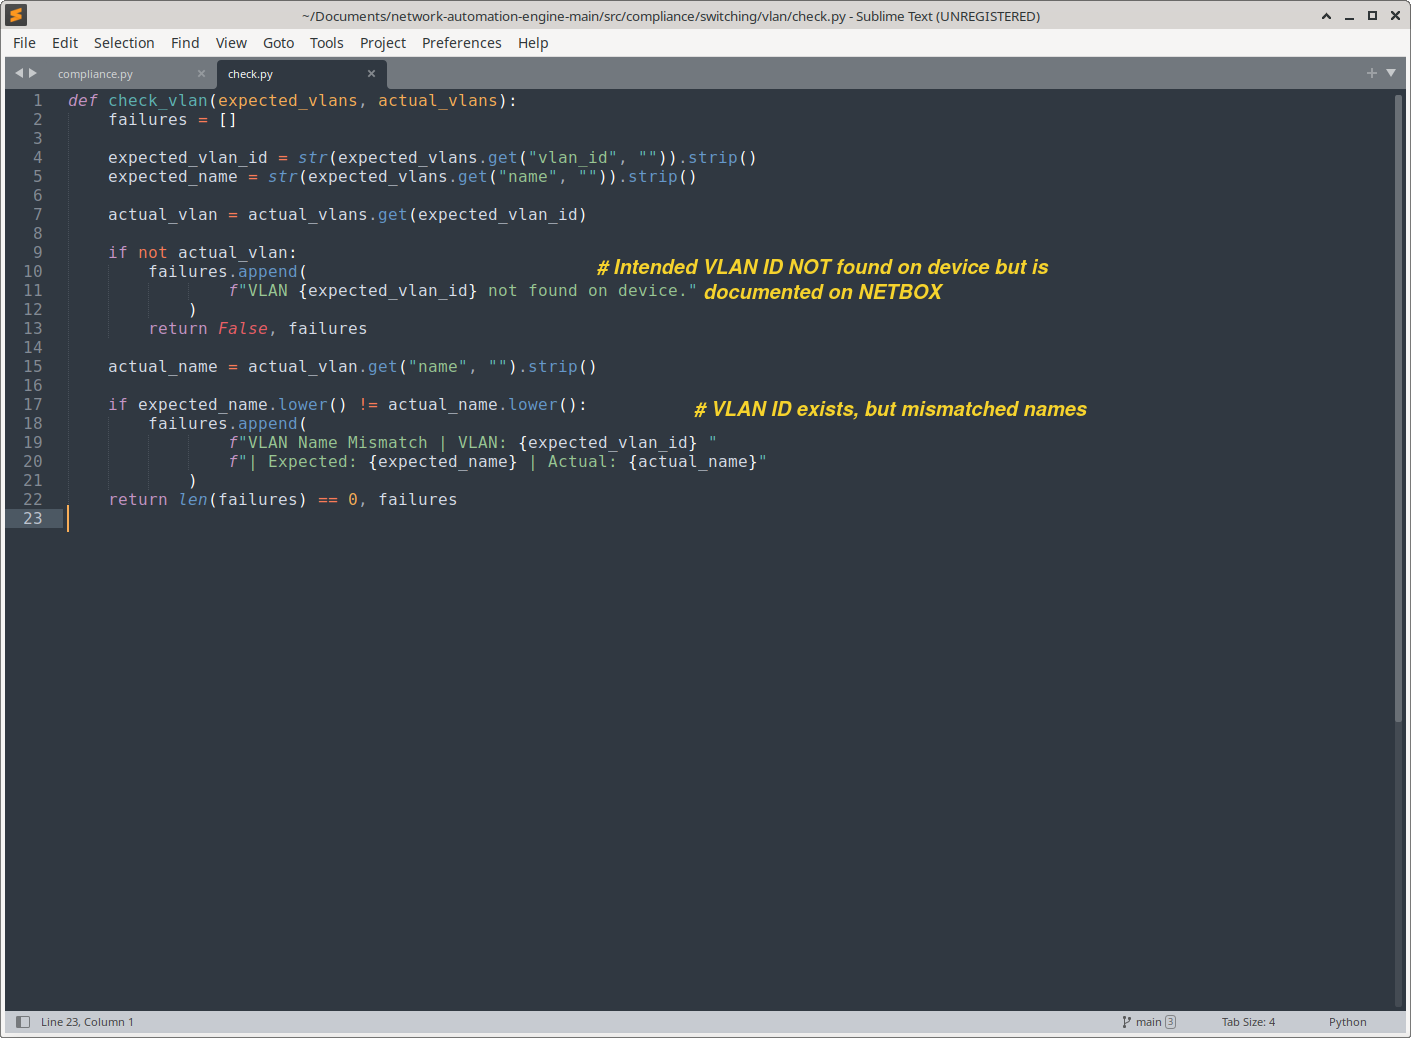 ~/Documents/network-automation-engine-main/src/compliance/switching/vlan/check.py - Sublime Text (UNREGISTERED)
File Edit Selection Find View Goto Tools Project Preferences Help
compliance.py
check.py
1 def check_vlan(expected_vlans, actual_vlans):
2     failures = []
3
4     expected_vlan_id = str(expected_vlans.get("vlan_id", "")).strip()
5     expected_name = str(expected_vlans.get("name", "")).strip()
6
7     actual_vlan = actual_vlans.get(expected_vlan_id)
8
9     if not actual_vlan:
10         failures.append(
# Intended VLAN ID NOT found on device but is
11                 f"VLAN {expected_vlan_id} not found on device."
documented on NETBOX
12             )
13         return False, failures
14
15     actual_name = actual_vlan.get("name", "").strip()
16
17     if expected_name.lower() != actual_name.lower():
# VLAN ID exists, but mismatched names
18         failures.append(
19                 f"VLAN Name Mismatch | VLAN: {expected_vlan_id} "
20                 f"| Expected: {expected_name} | Actual: {actual_name}"
21             )
22     return len(failures) == 0, failures
23
Line 23, Column 1
main 3
Tab Size: 4
Python